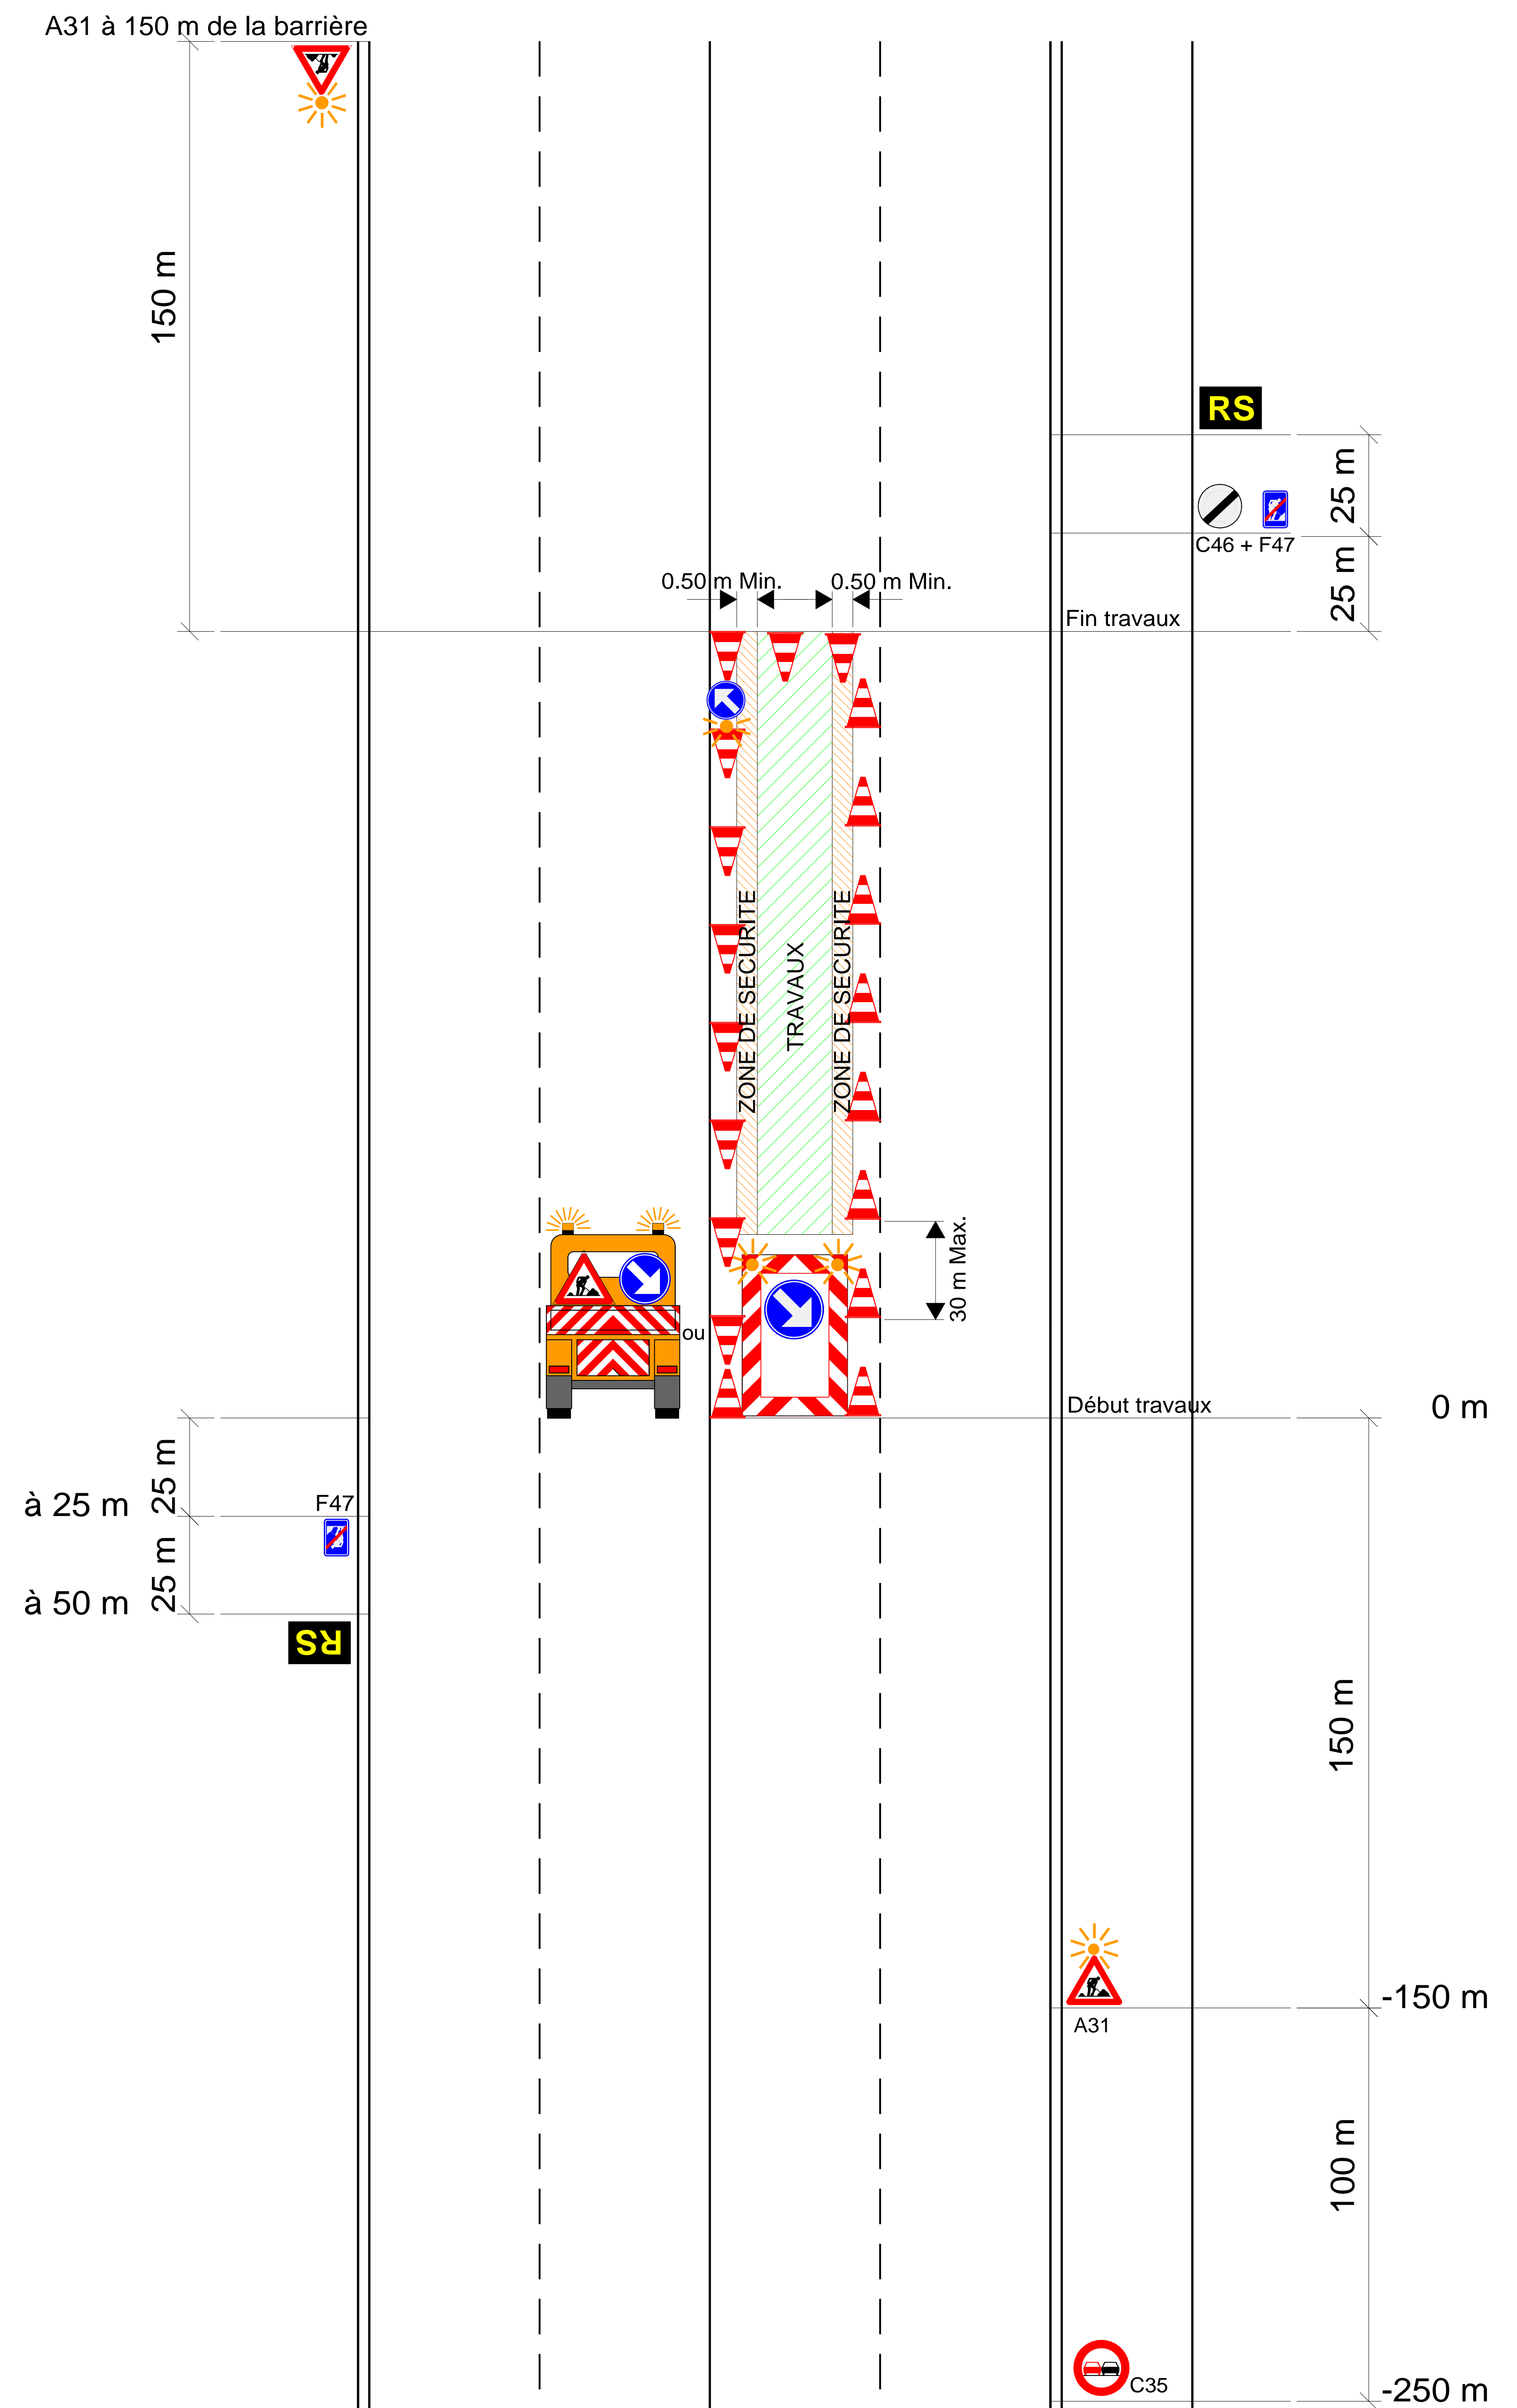 A31 à 150 m de la barrière
150 m
RS
25 m
C46 + F47
25 m
0.50 m Min.
0.50 m Min.
Fin travaux
ZONE DE SECURITE
TRAVAUX
ZONE DE SECURITE
30 m Max.
ou
Début travaux
0 m
25 m
à 25 m
F47
25 m
à 50 m
RS
150 m
-150 m
A31
100 m
C35
-250 m